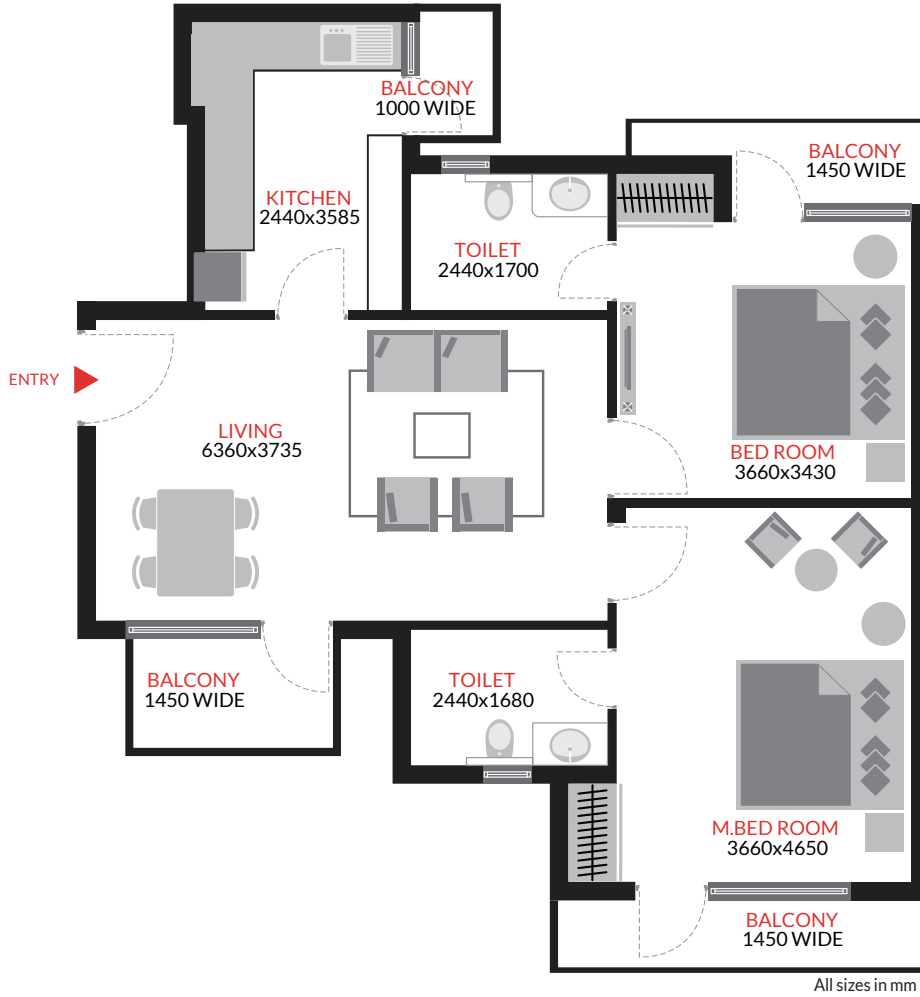 BALCONY
1000 WIDE
BALCONY
1450 WIDE
KITCHEN
2440x3585
TOILET
2440x1700
ENTRY
LIVING
6360x3735
BED ROOM
3660x3430
BALCONY
1450 WIDE
TOILET
2440x1680
M.BED ROOM
3660x4650
BALCONY
1450 WIDE
All sizes in mm